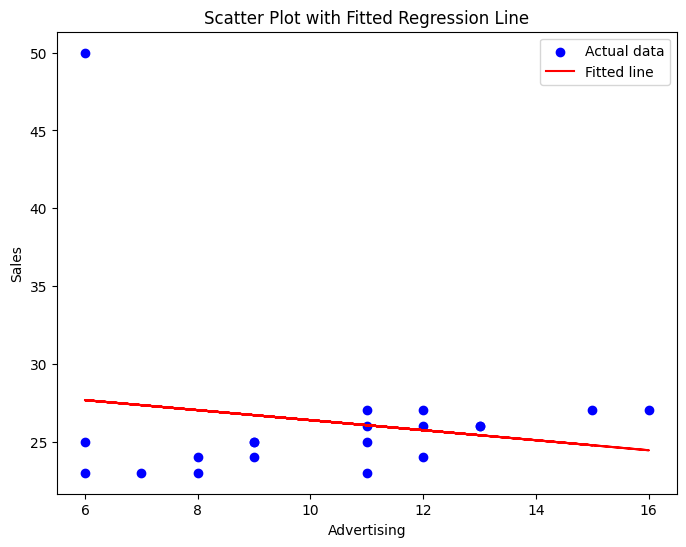 Scatter Plot with Fitted Regression Line
Actual data
Fitted line
50
45
40
35
30
25
Sales
6
8
10
12
14
16
Advertising